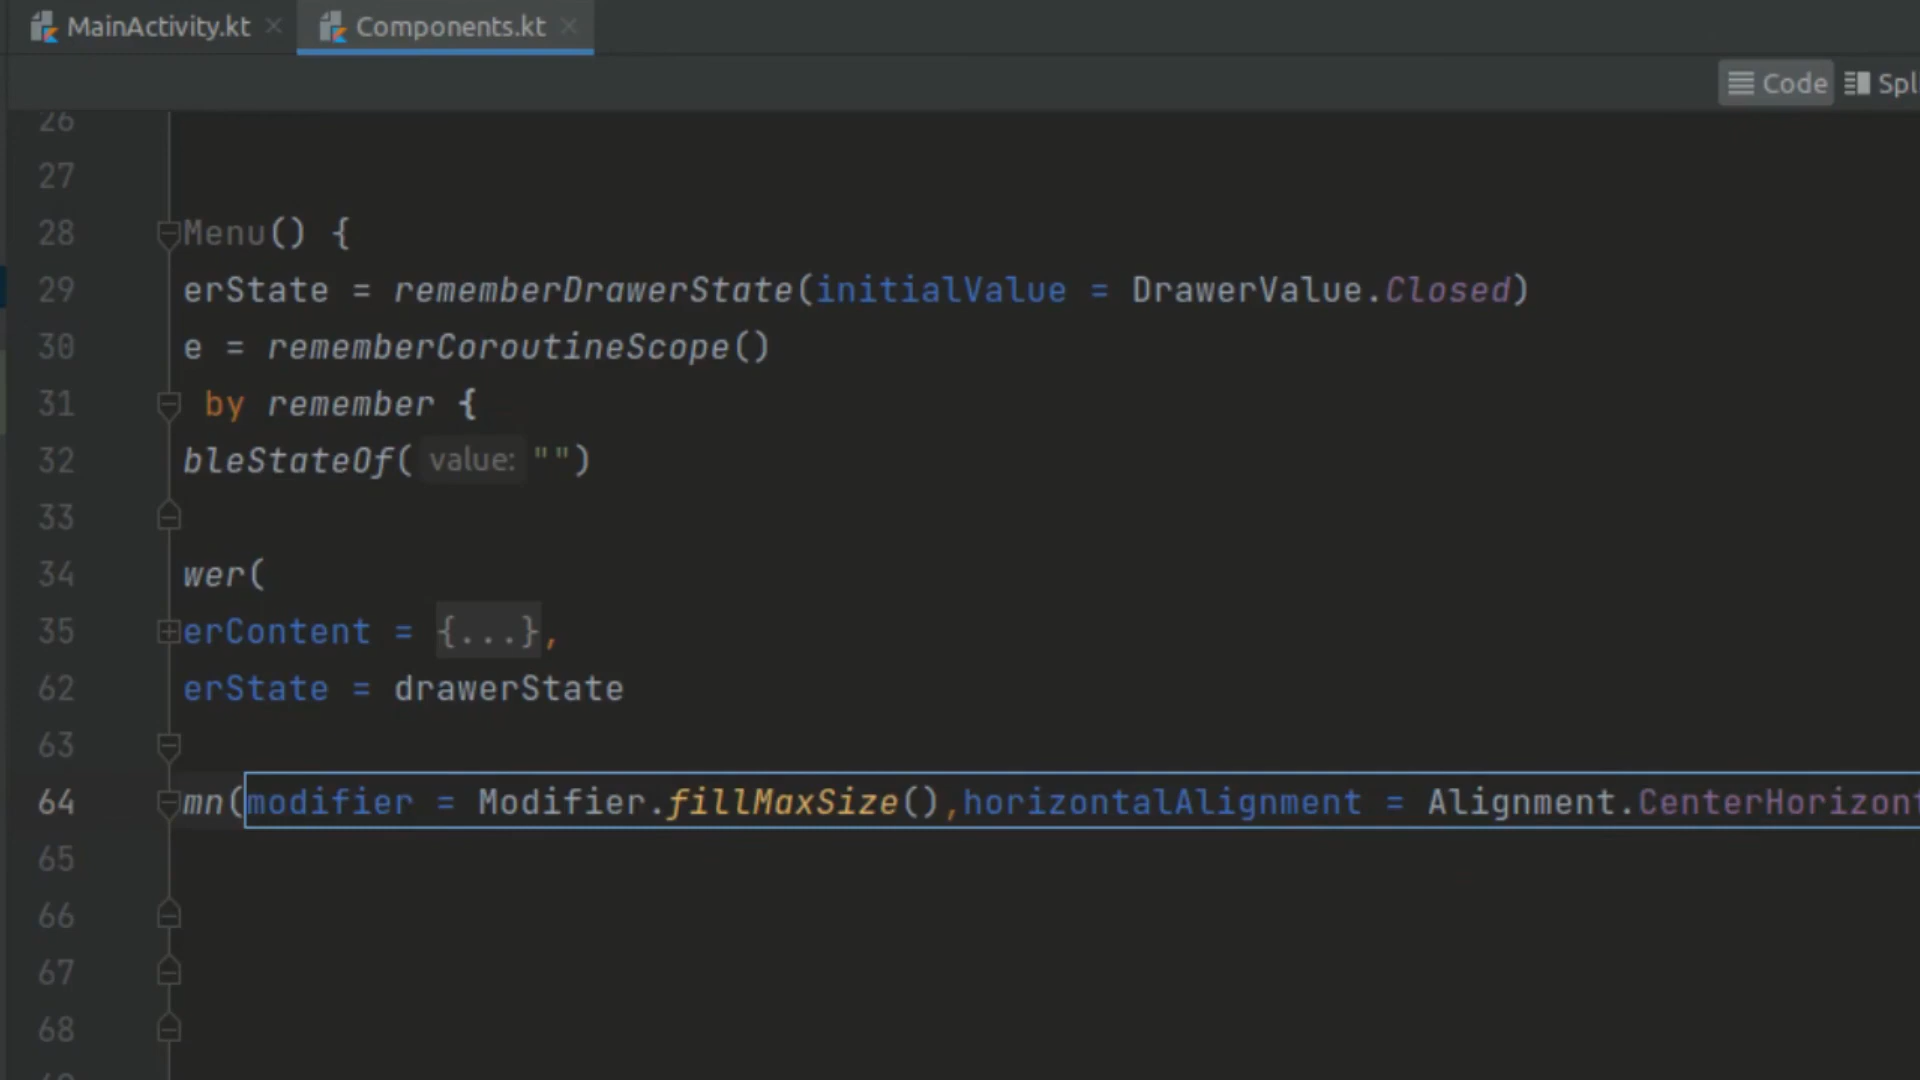 MainActivity.kt Components.kt
Code Spl
26
27
28 Menu() {
29 erState = rememberDrawerState(initialValue = DrawerValue.Closed)
30 e = rememberCoroutineScope()
31 by remember {
32 bleStateOf( value: "")
33
34 wer(
35 erContent = {...},
62 erState = drawerState
63
64 mn(modifier = Modifier.fillMaxSize(),horizontalAlignment = Alignment.CenterHorizont
65
66
67
68